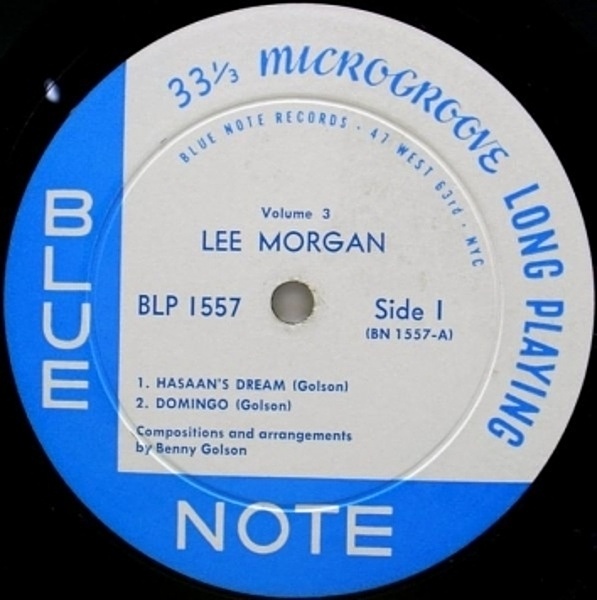 33⅓ MICROGROOVE LONG PLAYING
BLUE NOTE RECORDS · 47 WEST 63rd · NYC
Volume 3
LEE MORGAN
BLP 1557
Side 1
(BN 1557-A)
1. HASAAN'S DREAM (Golson)
2. DOMINGO (Golson)
Compositions and arrangements
by Benny Golson
BLUE
NOTE